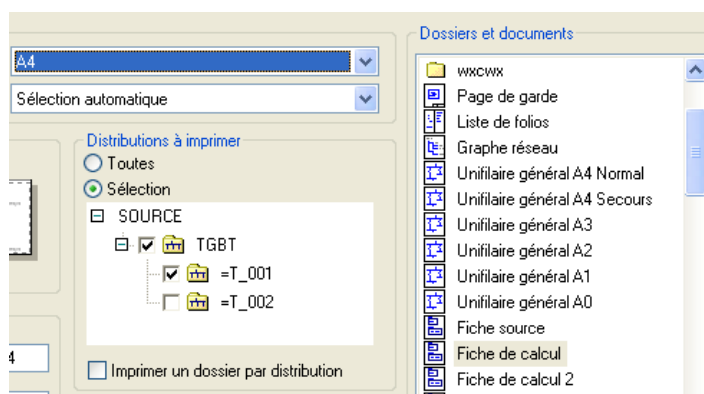 A4
Sélection automatique
Distributions à imprimer
Toutes
Sélection
SOURCE
TGBT
=T_001
=T_002
4
Imprimer un dossier par distribution
Dossiers et documents
wxcwx
Page de garde
Liste de folios
Graphe réseau
Unifilaire général A4 Normal
Unifilaire général A4 Secours
Unifilaire général A3
Unifilaire général A2
Unifilaire général A1
Unifilaire général A0
Fiche source
Fiche de calcul
Fiche de calcul 2